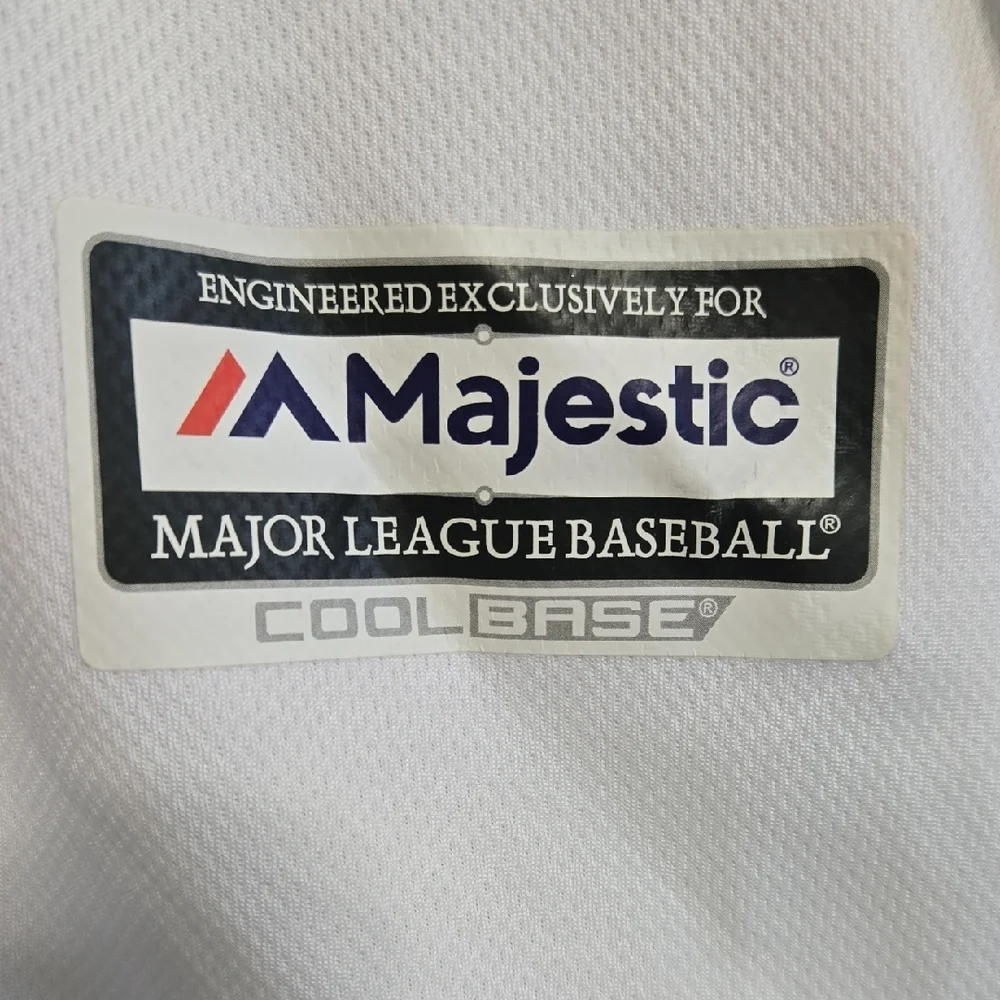 ENGINEERED EXCLUSIVELY FOR
Majestic®
MAJOR LEAGUE BASEBALL®
COOLBASE®